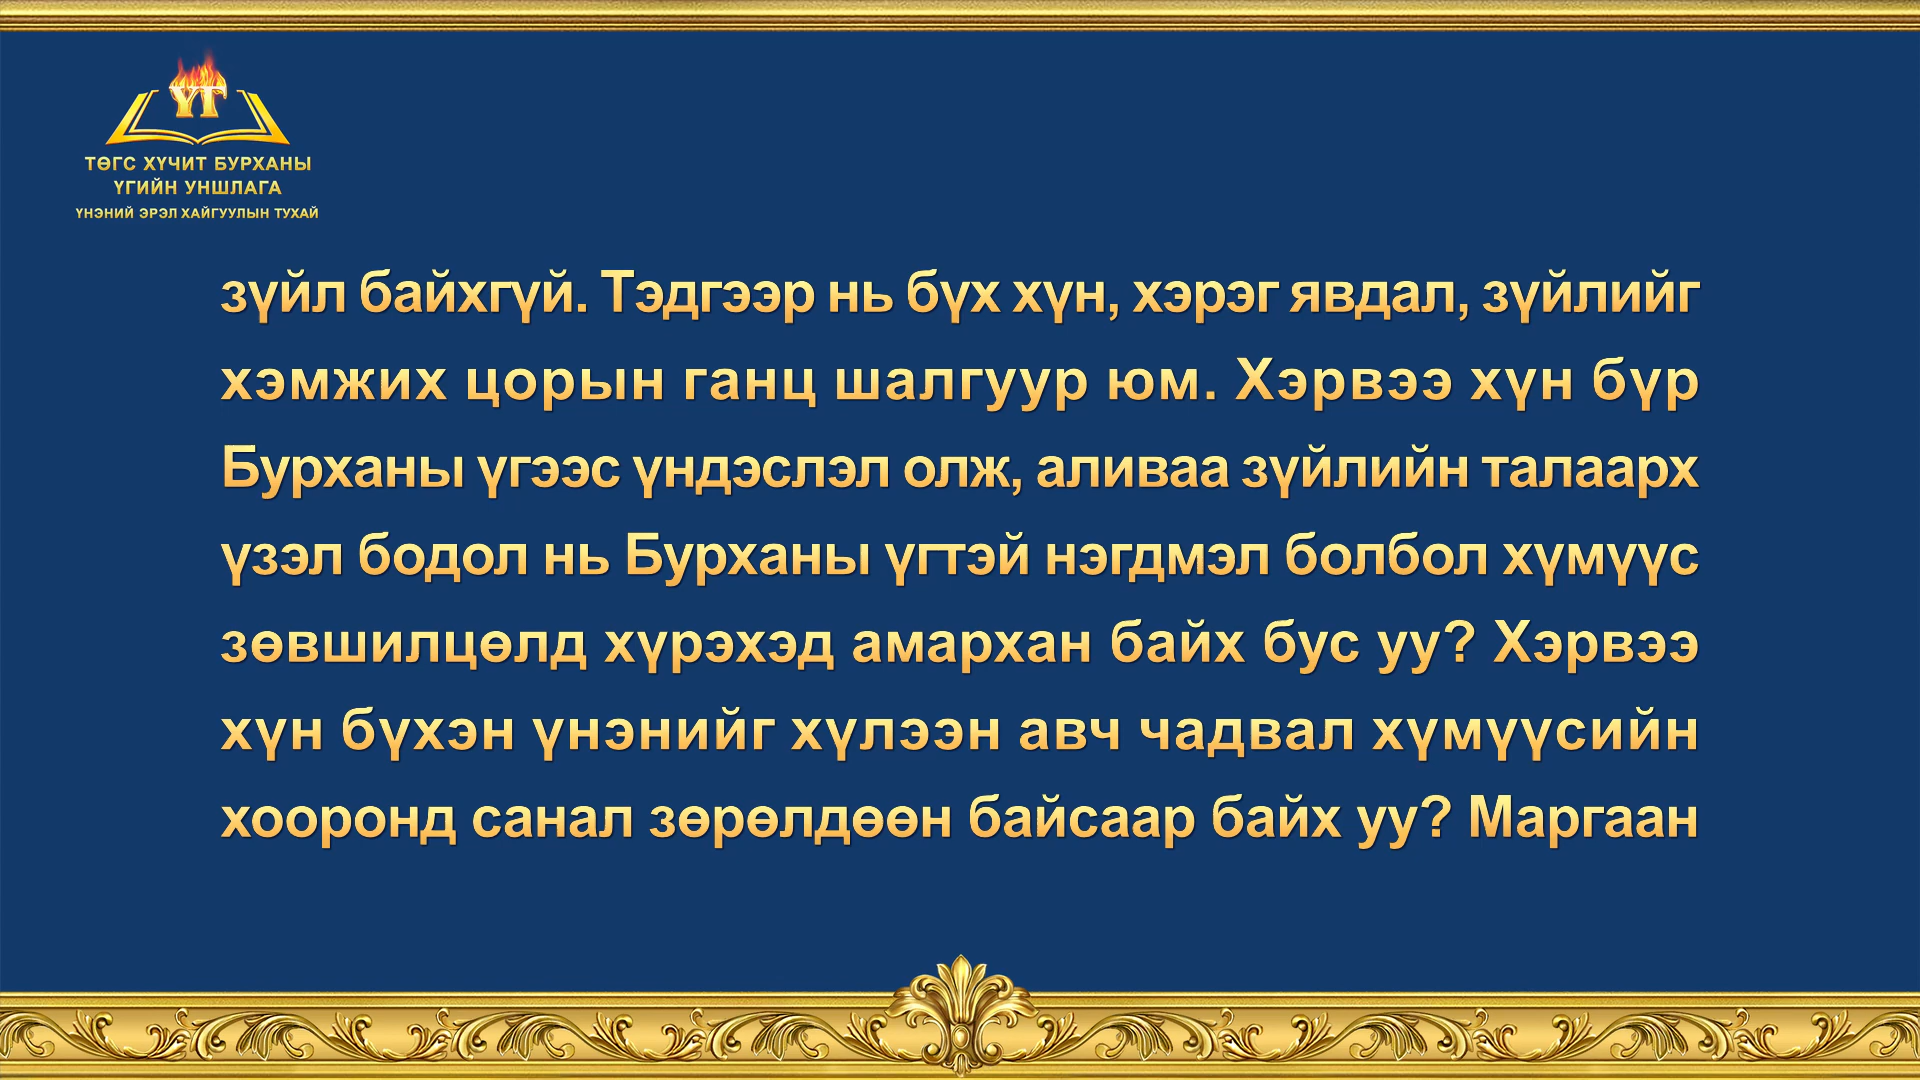 ҮГ
ТӨГС ХҮЧИТ БУРХАНЫ
ҮГИЙН УНШЛАГА
ҮНЭНИЙ ЭРЭЛ ХАЙГУУЛЫН ТУХАЙ
зүйл байхгүй. Тэдгээр нь бүх хүн, хэрэг явдал, зүйлийг
хэмжих цорын ганц шалгуур юм. Хэрвээ хүн бүр
Бурханы үгээс үндэслэл олж, аливаа зүйлийн талаарх
үзэл бодол нь Бурханы үгтэй нэгдмэл болбол хүмүүс
зөвшилцөлд хүрэхэд амархан байх бус уу? Хэрвээ
хүн бүхэн үнэнийг хүлээн авч чадвал хүмүүсийн
хооронд санал зөрөлдөөн байсаар байх уу? Маргаан